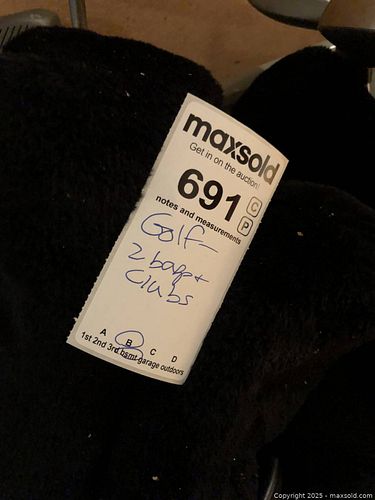 maxsold
Get in on the auction!
691 C P
notes and measurements
Golf -
2 bags +
Clubs
A B C D
1st 2nd 3rd bsmt garage outdoors
Copyright 2025 - maxsold.com